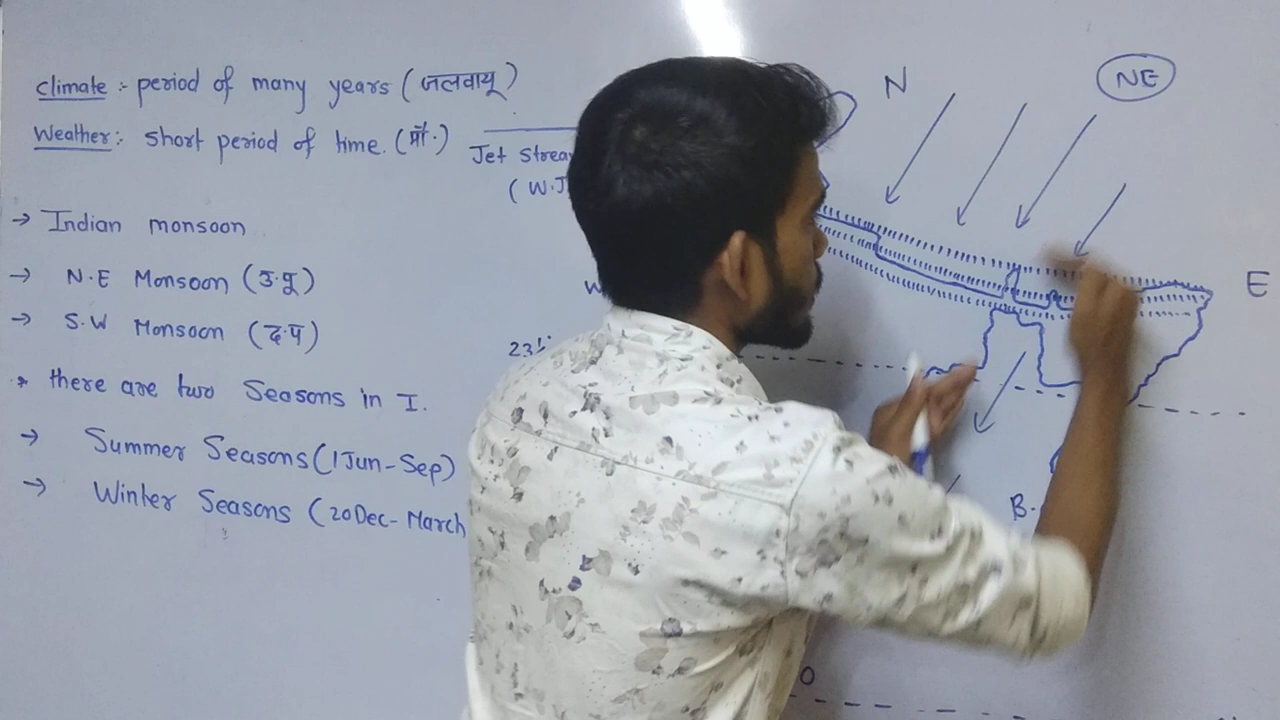 climate :- period of many years (जलवायू)
Weather:- short period of time. (मौ.)
Jet Strea
(W.J
→ Indian monsoon
→ N.E Monsoon (उ.पू)
→ S.W Monsoon (द.प)
* there are two Seasons in I.
→ Summer Seasons (1Jun-Sep)
→ Winter Seasons (20Dec-March
N
NE
E
W
23½
B.
0